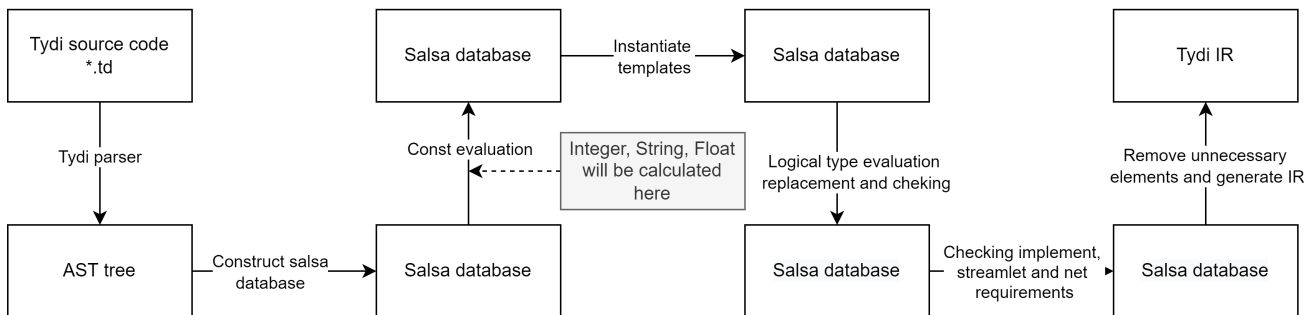 Tydi source code
*.td
Tydi parser
AST tree
Construct salsa
database
Salsa database
Const evaluation
Integer, String, Float
will be calculated
here
Salsa database
Instantiate
templates
Salsa database
Logical type evaluation
replacement and cheking
Salsa database
Checking implement,
streamlet and net
requirements
Salsa database
Remove unnecessary
elements and generate IR
Tydi IR